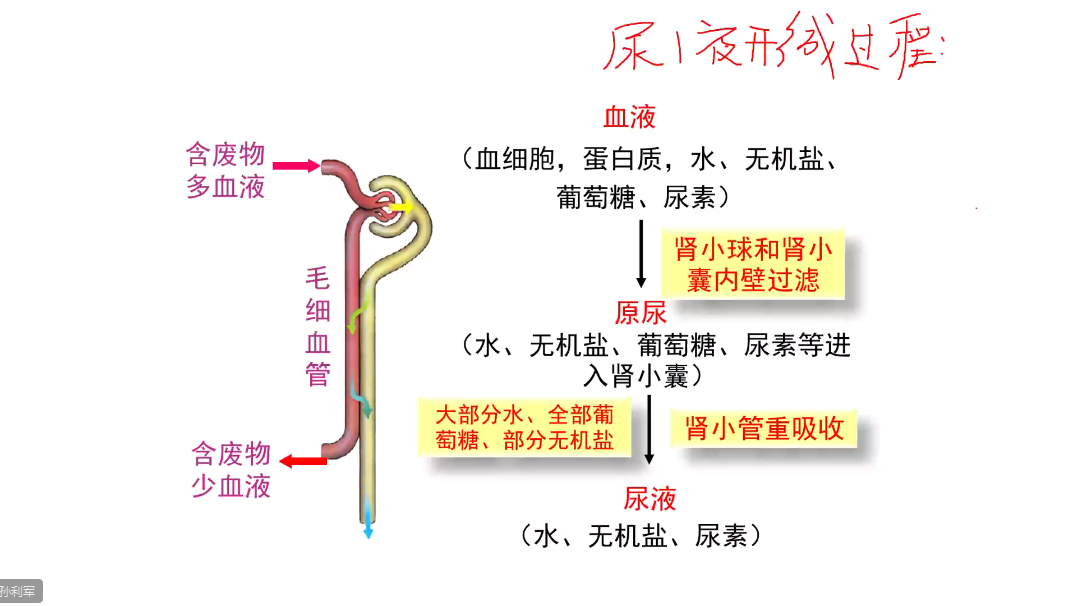 尿液形成过程:
血液
（血细胞，蛋白质，水、无机盐、
葡萄糖、尿素）
肾小球和肾小
囊内壁过滤
原尿
（水、无机盐、葡萄糖、尿素等进
入肾小囊）
大部分水、全部葡
萄糖、部分无机盐
肾小管重吸收
尿液
（水、无机盐、尿素）
含废物
多血液
毛
细
血
管
含废物
少血液
孙利军